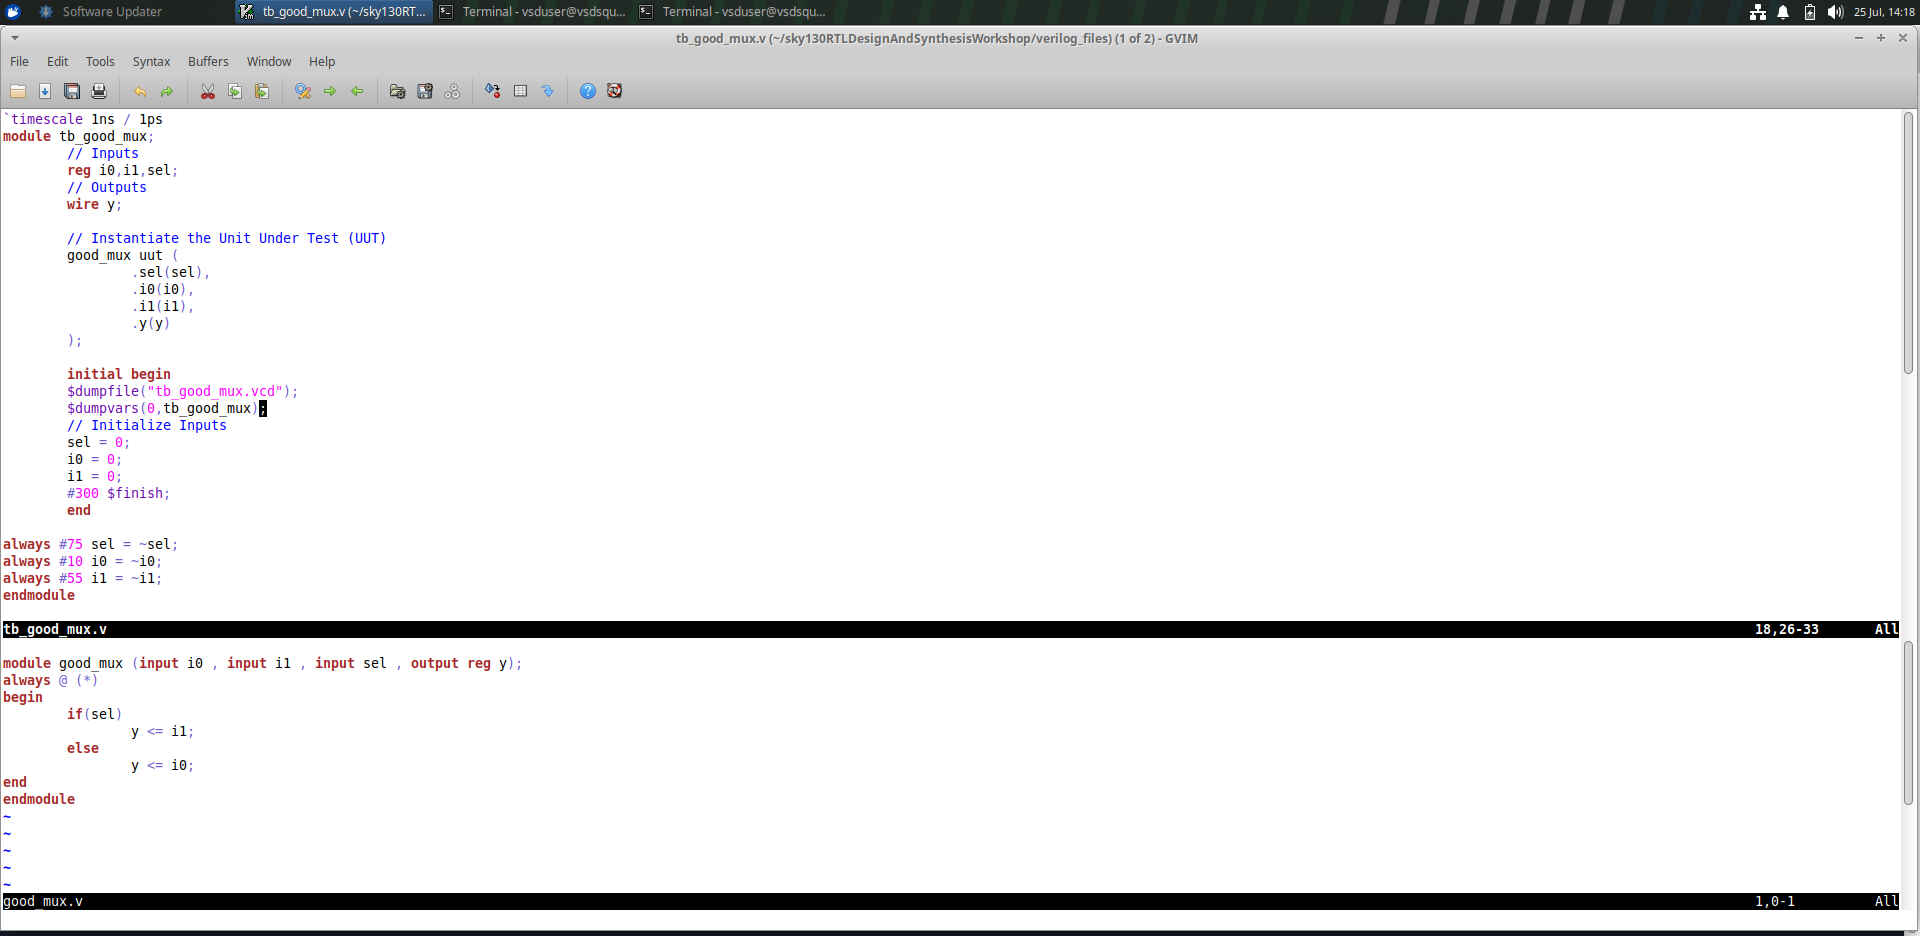 Software Updater tb_good_mux.v (~/sky130RT... Terminal - vsduser@vsdsqu... Terminal - vsduser@vsdsqu... 25 Jul, 14:18
tb_good_mux.v (~/sky130RTLDesignAndSynthesisWorkshop/verilog_files) (1 of 2) - GVIM
File Edit Tools Syntax Buffers Window Help
`timescale 1ns / 1ps
module tb_good_mux;
// Inputs
reg i0,i1,sel;
// Outputs
wire y;
// Instantiate the Unit Under Test (UUT)
good_mux uut (
.sel(sel),
.i0(i0),
.i1(i1),
.y(y)
);
initial begin
$dumpfile("tb_good_mux.vcd");
$dumpvars(0,tb_good_mux);
// Initialize Inputs
sel = 0;
i0 = 0;
i1 = 0;
#300 $finish;
end
always #75 sel = ~sel;
always #10 i0 = ~i0;
always #55 i1 = ~i1;
endmodule
tb_good_mux.v 18,26-33 All
module good_mux (input i0 , input i1 , input sel , output reg y);
always @ (*)
begin
if(sel)
y <= i1;
else
y <= i0;
end
endmodule
~
~
~
~
~
good_mux.v 1,0-1 All